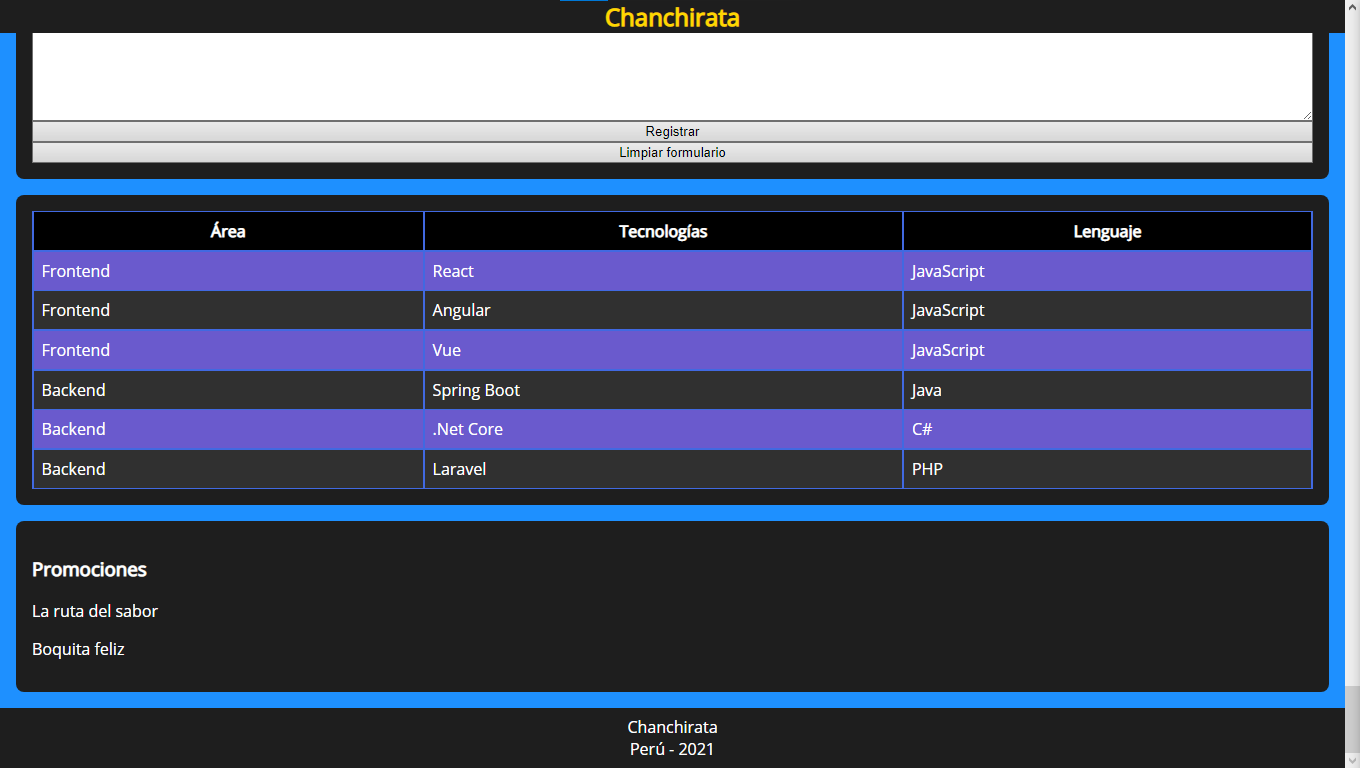 Chanchirata
Registrar
Limpiar formulario
Área Tecnologías Lenguaje
Frontend React JavaScript
Frontend Angular JavaScript
Frontend Vue JavaScript
Backend Spring Boot Java
Backend .Net Core C#
Backend Laravel PHP
Promociones
La ruta del sabor
Boquita feliz
Chanchirata
Perú - 2021